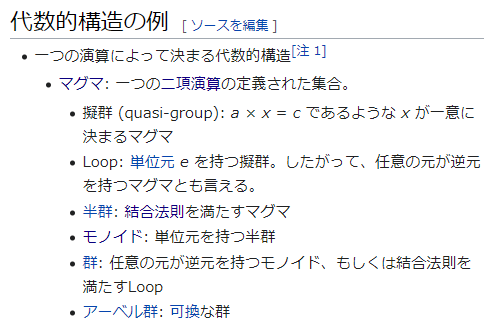 代数的構造の例 [ ソースを編集 ]
一つの演算によって決まる代数的構造[注 1]
マグマ: 一つの二項演算の定義された集合。
擬群 (quasi-group): a × x = c であるような x が一意に
決まるマグマ
Loop: 単位元 e を持つ擬群。したがって、任意の元が逆元
を持つマグマとも言える。
半群: 結合法則を満たすマグマ
モノイド: 単位元を持つ半群
群: 任意の元が逆元を持つモノイド、もしくは結合法則を
満たすLoop
アーベル群: 可換な群